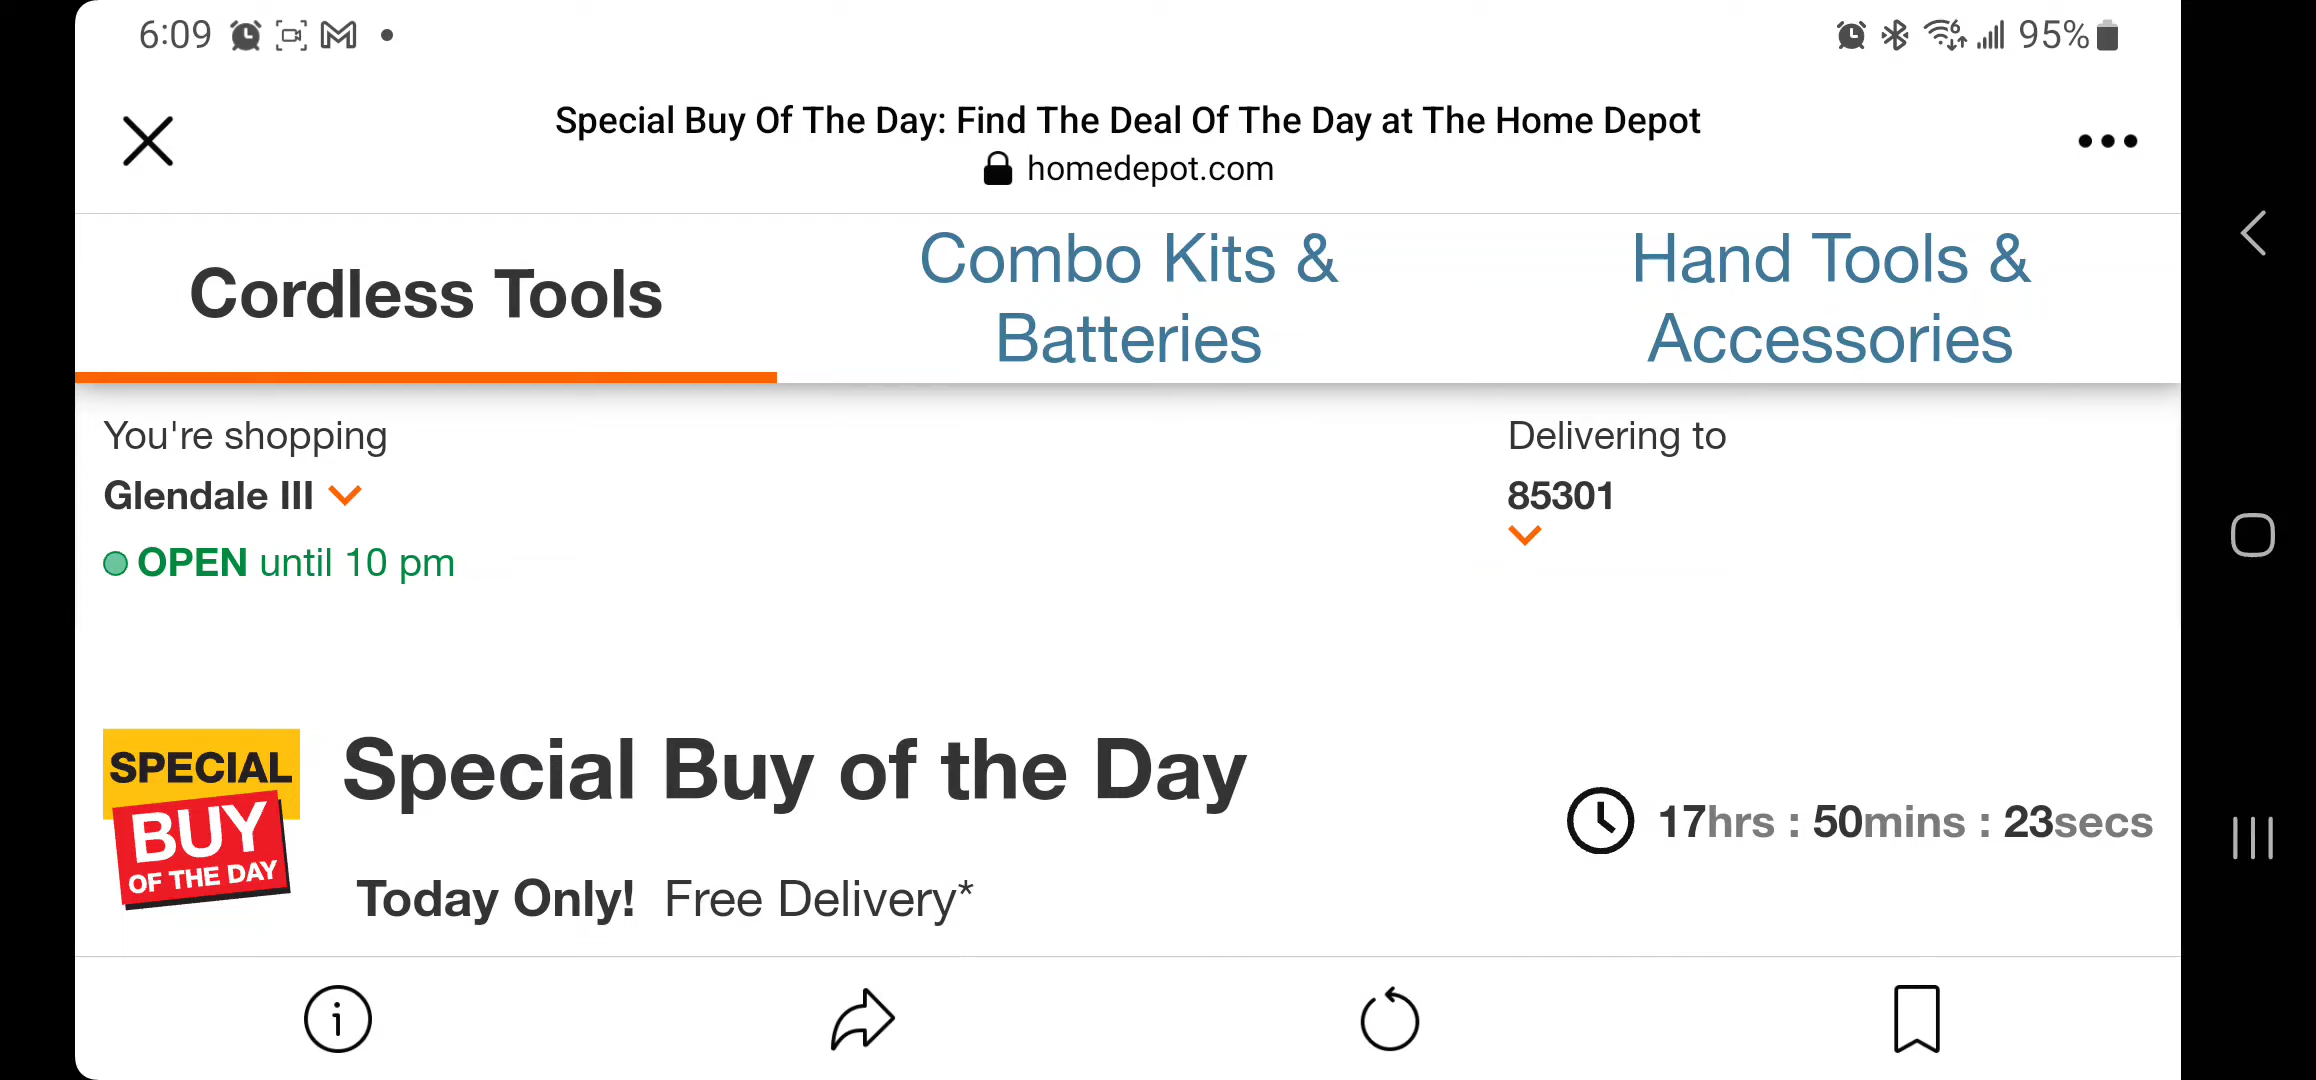 6:09
95%
Special Buy Of The Day: Find The Deal Of The Day at The Home Depot
homedepot.com
Cordless Tools
Combo Kits &
Batteries
Hand Tools &
Accessories
You're shopping
Glendale III
OPEN until 10 pm
Delivering to
85301
SPECIAL
BUY
OF THE DAY
Special Buy of the Day
Today Only! Free Delivery*
17hrs : 50mins : 23secs